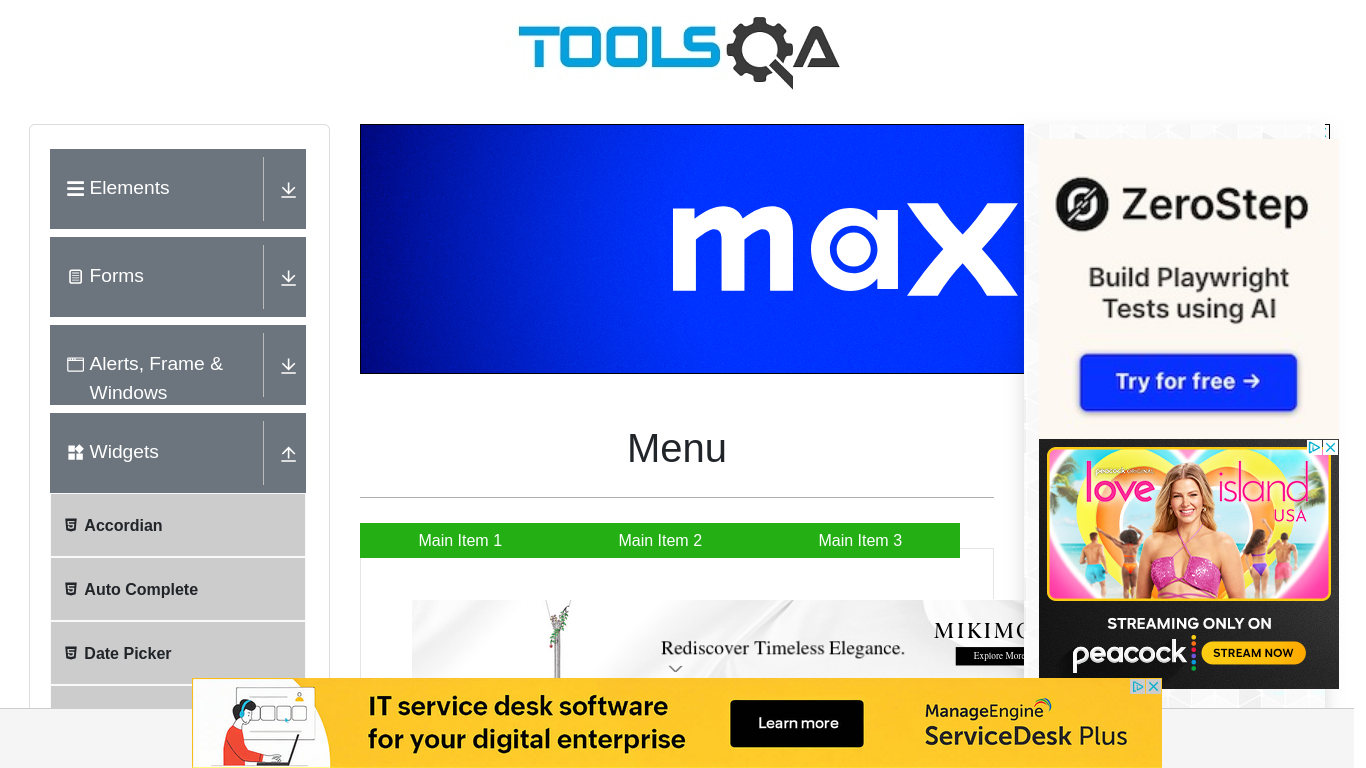 TOOLSQA
Elements
Forms
Alerts, Frame &
Windows
Widgets
Accordian
Auto Complete
Date Picker
max
Menu
Main Item 1
Main Item 2
Main Item 3
Rediscover Timeless Elegance.
Explore More
ZeroStep
Build Playwright
Tests using AI
Try for free →
love island
USA
STREAMING ONLY ON
peacock
STREAM NOW
IT service desk software
for your digital enterprise
Learn more
ManageEngine
ServiceDesk Plus